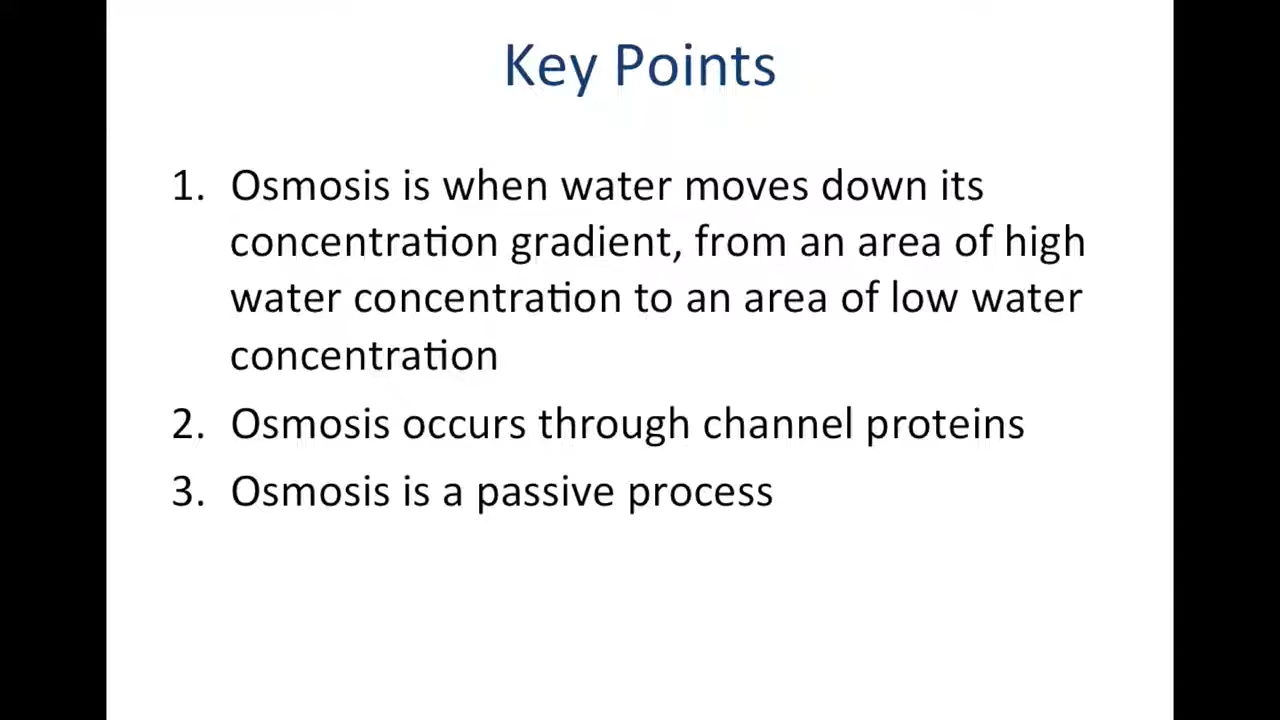 Key Points
1. Osmosis is when water moves down its
concentration gradient, from an area of high
water concentration to an area of low water
concentration
2. Osmosis occurs through channel proteins
3. Osmosis is a passive process